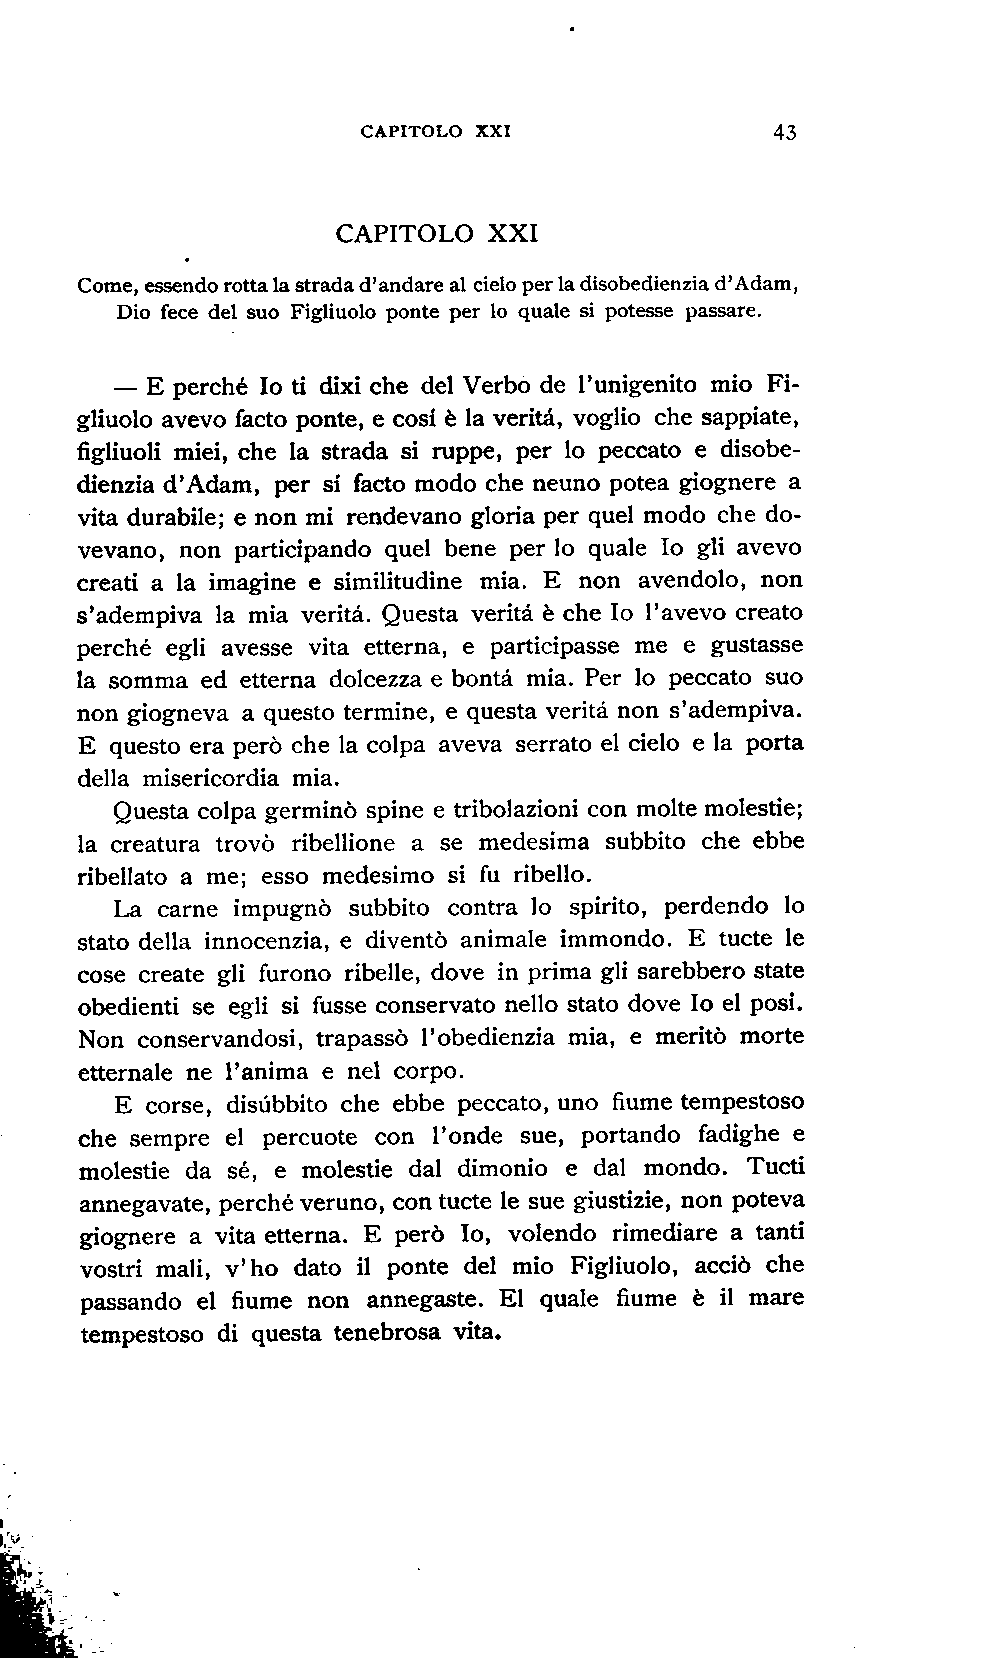 CAPITOLO XXI 43
CAPITOLO XXI
Come, essendo rotta la strada d'andare al cielo per la disobedienzia d'Adam,
Dio fece del suo Figliuolo ponte per lo quale si potesse passare.
— E perché Io ti dixi che del Verbo de l'unigenito mio Fi-
gliuolo avevo facto ponte, e cosí è la veritá, voglio che sappiate,
figliuoli miei, che la strada si ruppe, per lo peccato e disobe-
dienzia d'Adam, per sí facto modo che neuno potea giognere a
vita durabile; e non mi rendevano gloria per quel modo che do-
vevano, non participando quel bene per lo quale Io gli avevo
creati a la imagine e similitudine mia. E non avendolo, non
s'adempiva la mia veritá. Questa veritá è che Io l'avevo creato
perché egli avesse vita etterna, e participasse me e gustasse
la somma ed etterna dolcezza e bontá mia. Per lo peccato suo
non giogneva a questo termine, e questa veritá non s'adempiva.
E questo era però che la colpa aveva serrato el cielo e la porta
della misericordia mia.
Questa colpa germinò spine e tribolazioni con molte molestie;
la creatura trovò ribellione a se medesima subbito che ebbe
ribellato a me; esso medesimo si fu ribello.
La carne impugnò subbito contra lo spirito, perdendo lo
stato della innocenzia, e diventò animale immondo. E tucte le
cose create gli furono ribelle, dove in prima gli sarebbero state
obedienti se egli si fusse conservato nello stato dove Io el posi.
Non conservandosi, trapassò l'obedienzia mia, e meritò morte
etternale ne l'anima e nel corpo.
E corse, disúbbito che ebbe peccato, uno fiume tempestoso
che sempre el percuote con l'onde sue, portando fadighe e
molestie da sé, e molestie dal dimonio e dal mondo. Tucti
annegavate, perché veruno, con tucte le sue giustizie, non poteva
giognere a vita etterna. E però Io, volendo rimediare a tanti
vostri mali, v'ho dato il ponte del mio Figliuolo, acciò che
passando el fiume non annegaste. El quale fiume è il mare
tempestoso di questa tenebrosa vita.